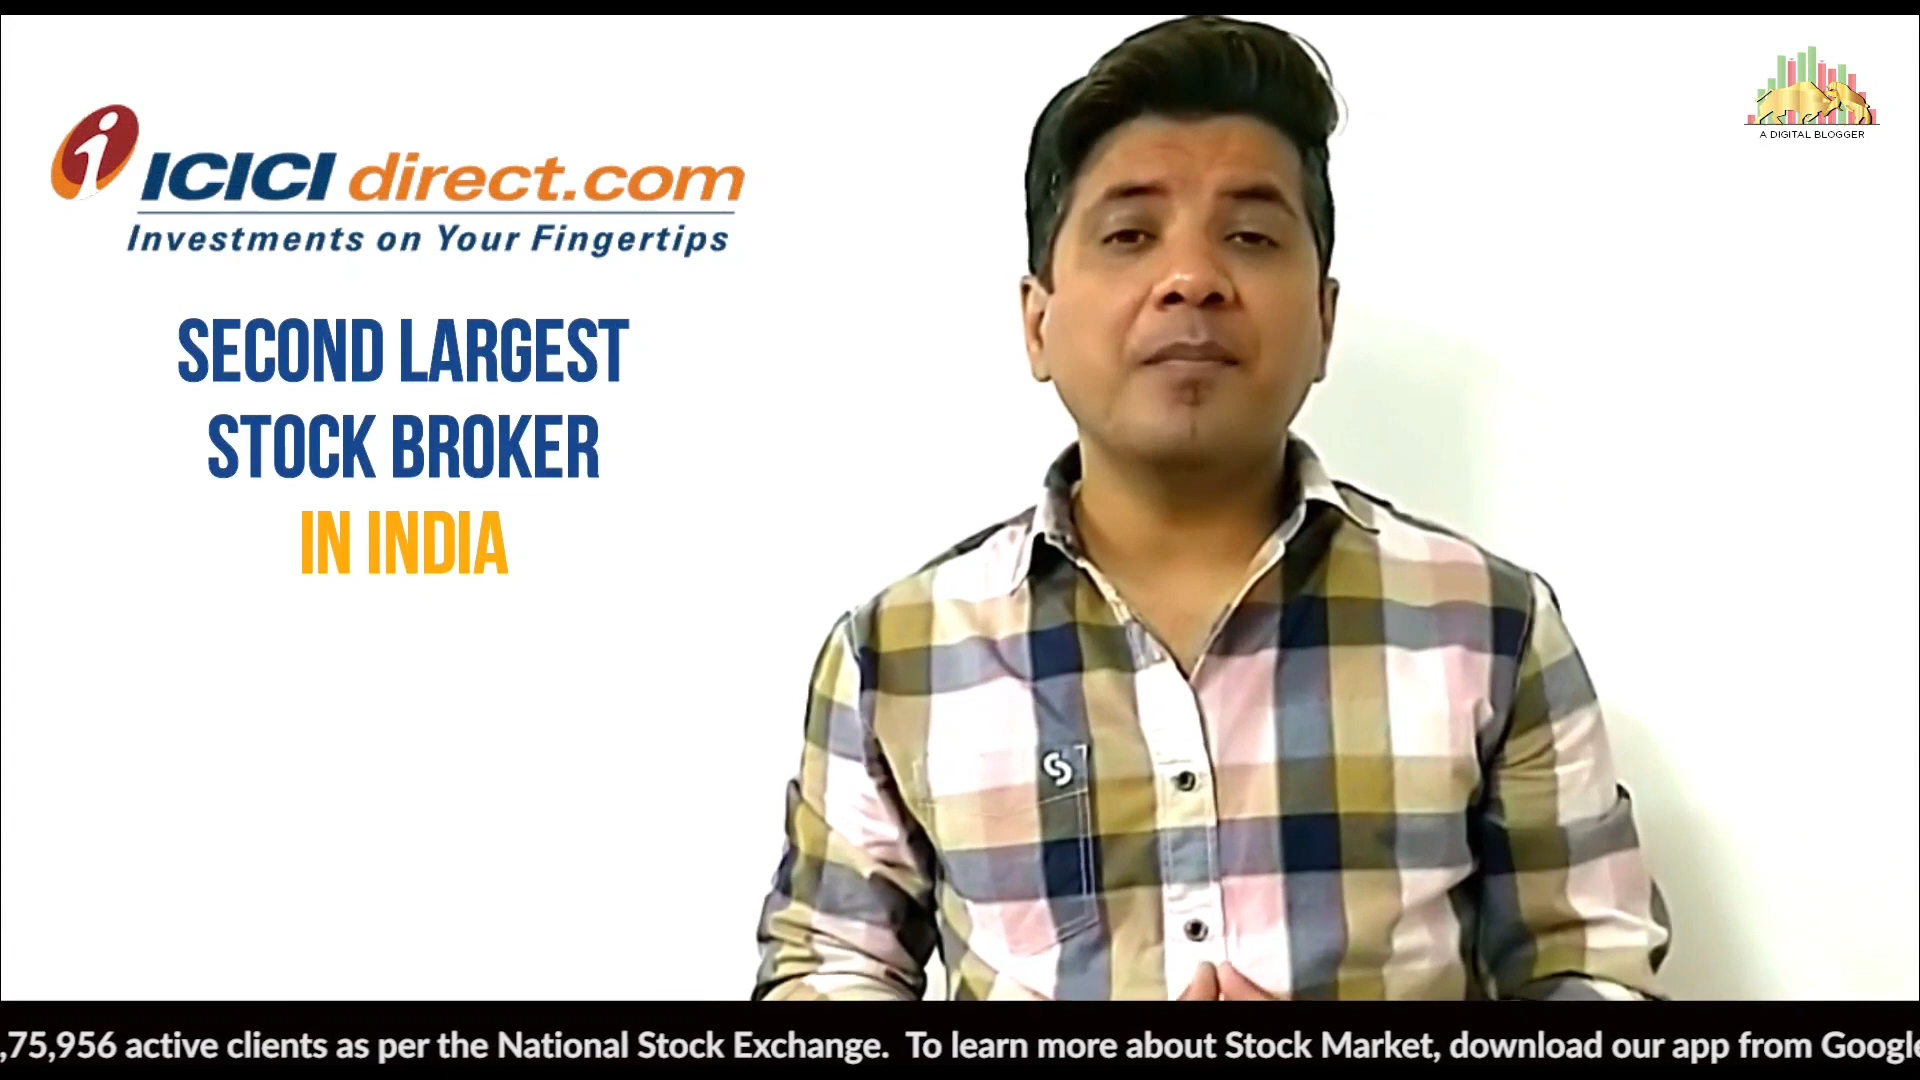 i
ICICI direct.com
Investments on Your Fingertips
SECOND LARGEST
STOCK BROKER
IN INDIA
A DIGITAL BLOGGER
,75,956 active clients as per the National Stock Exchange.  To learn more about Stock Market, download our app from Google